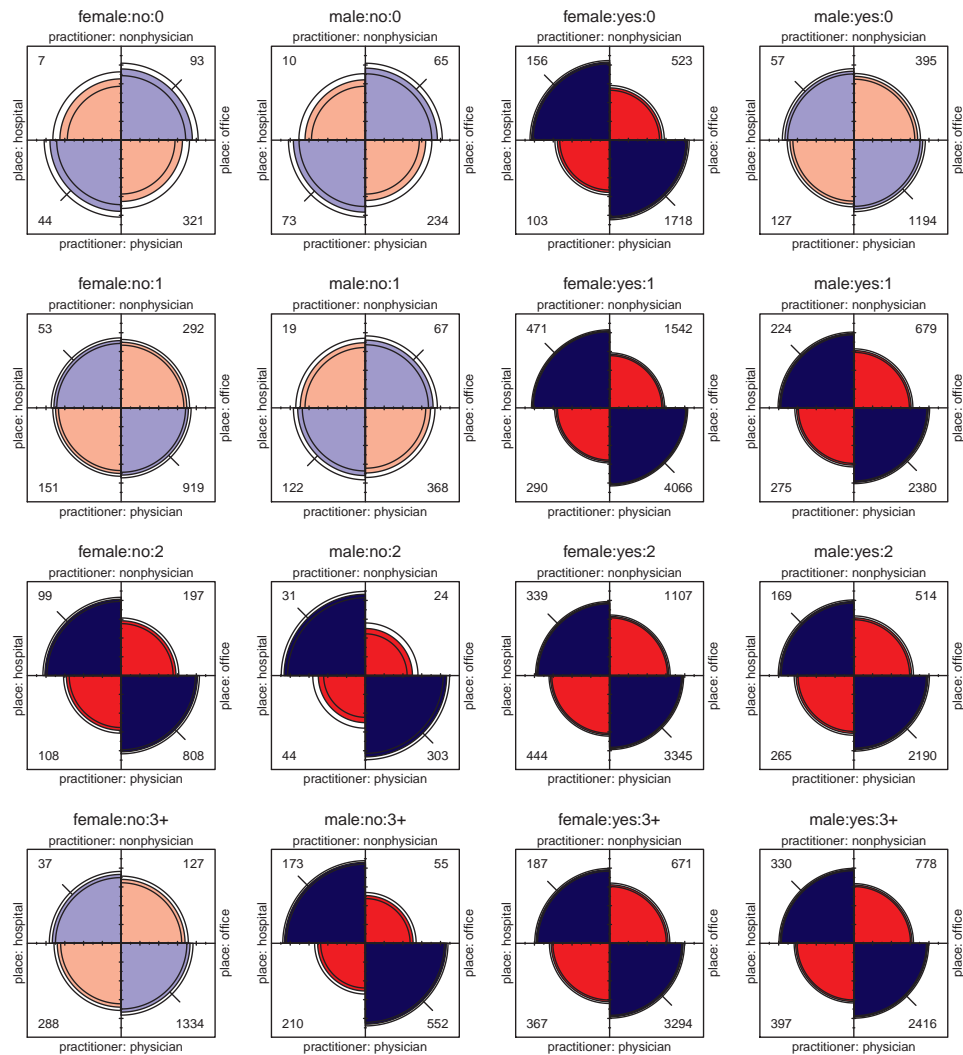 female:no:0
practitioner: nonphysician
7 93
place: hospital
place: office
44 321
practitioner: physician
male:no:0
practitioner: nonphysician
10 65
place: hospital
place: office
73 234
practitioner: physician
female:yes:0
practitioner: nonphysician
156 523
place: hospital
place: office
103 1718
practitioner: physician
male:yes:0
practitioner: nonphysician
57 395
place: hospital
place: office
127 1194
practitioner: physician
female:no:1
practitioner: nonphysician
53 292
place: hospital
place: office
151 919
practitioner: physician
male:no:1
practitioner: nonphysician
19 67
place: hospital
place: office
122 368
practitioner: physician
female:yes:1
practitioner: nonphysician
471 1542
place: hospital
place: office
290 4066
practitioner: physician
male:yes:1
practitioner: nonphysician
224 679
place: hospital
place: office
275 2380
practitioner: physician
female:no:2
practitioner: nonphysician
99 197
place: hospital
place: office
108 808
practitioner: physician
male:no:2
practitioner: nonphysician
31 24
place: hospital
place: office
44 303
practitioner: physician
female:yes:2
practitioner: nonphysician
339 1107
place: hospital
place: office
444 3345
practitioner: physician
male:yes:2
practitioner: nonphysician
169 514
place: hospital
place: office
265 2190
practitioner: physician
female:no:3+
practitioner: nonphysician
37 127
place: hospital
place: office
288 1334
practitioner: physician
male:no:3+
practitioner: nonphysician
173 55
place: hospital
place: office
210 552
practitioner: physician
female:yes:3+
practitioner: nonphysician
187 671
place: hospital
place: office
367 3294
practitioner: physician
male:yes:3+
practitioner: nonphysician
330 778
place: hospital
place: office
397 2416
practitioner: physician